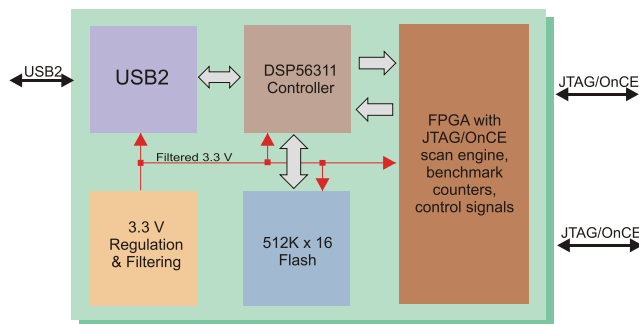 USB2
USB2
DSP56311
Controller
JTAG/OnCE
FPGA with
JTAG/OnCE
scan engine,
benchmark
counters,
control signals
Filtered 3.3 V
3.3 V
Regulation
& Filtering
512K x 16
Flash
JTAG/OnCE